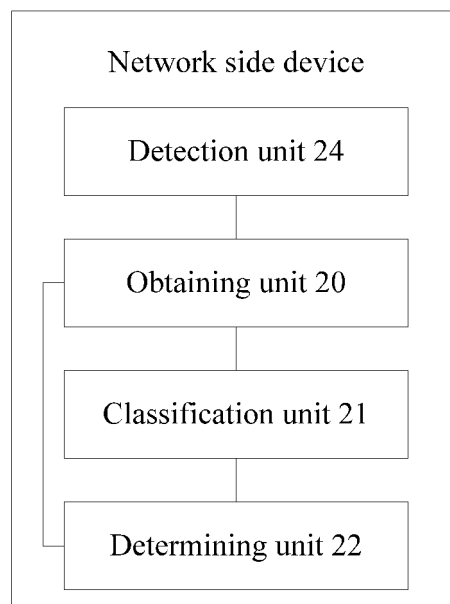 Network side device
Detection unit 24
Obtaining unit 20
Classification unit 21
Determining unit 22